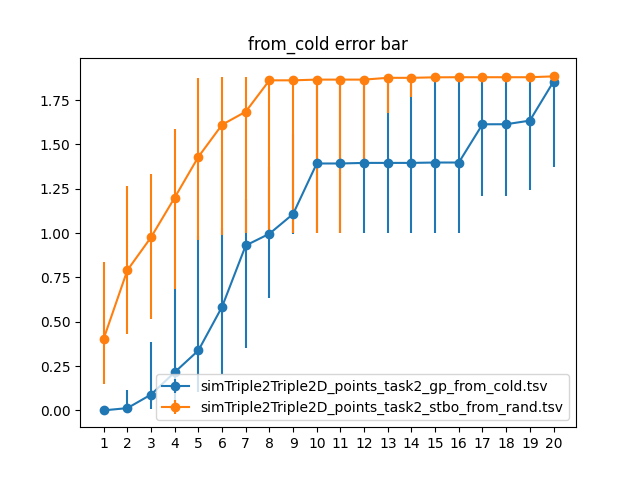 from_cold error bar
1.75
1.50
1.25
1.00
0.75
0.50
0.25
0.00
simTriple2Triple2D_points_task2_gp_from_cold.tsv
simTriple2Triple2D_points_task2_stbo_from_rand.tsv
1 2 3 4 5 6 7 8 9 10 11 12 13 14 15 16 17 18 19 20